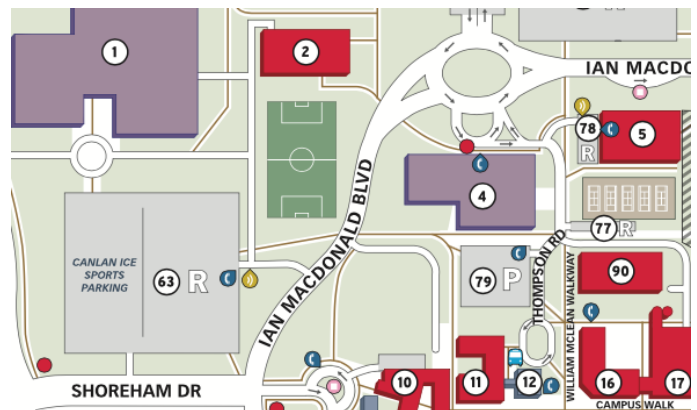 1
2
IAN MACDO
78
R
5
4
IAN MACDONALD BLVD
CANLAN ICE
SPORTS
PARKING
63
R
77
R
79
P
THOMPSON RD
WILLIAM MCLEAN WALKWAY
90
SHOREHAM DR
10
11
12
16
17
CAMPUS WALK